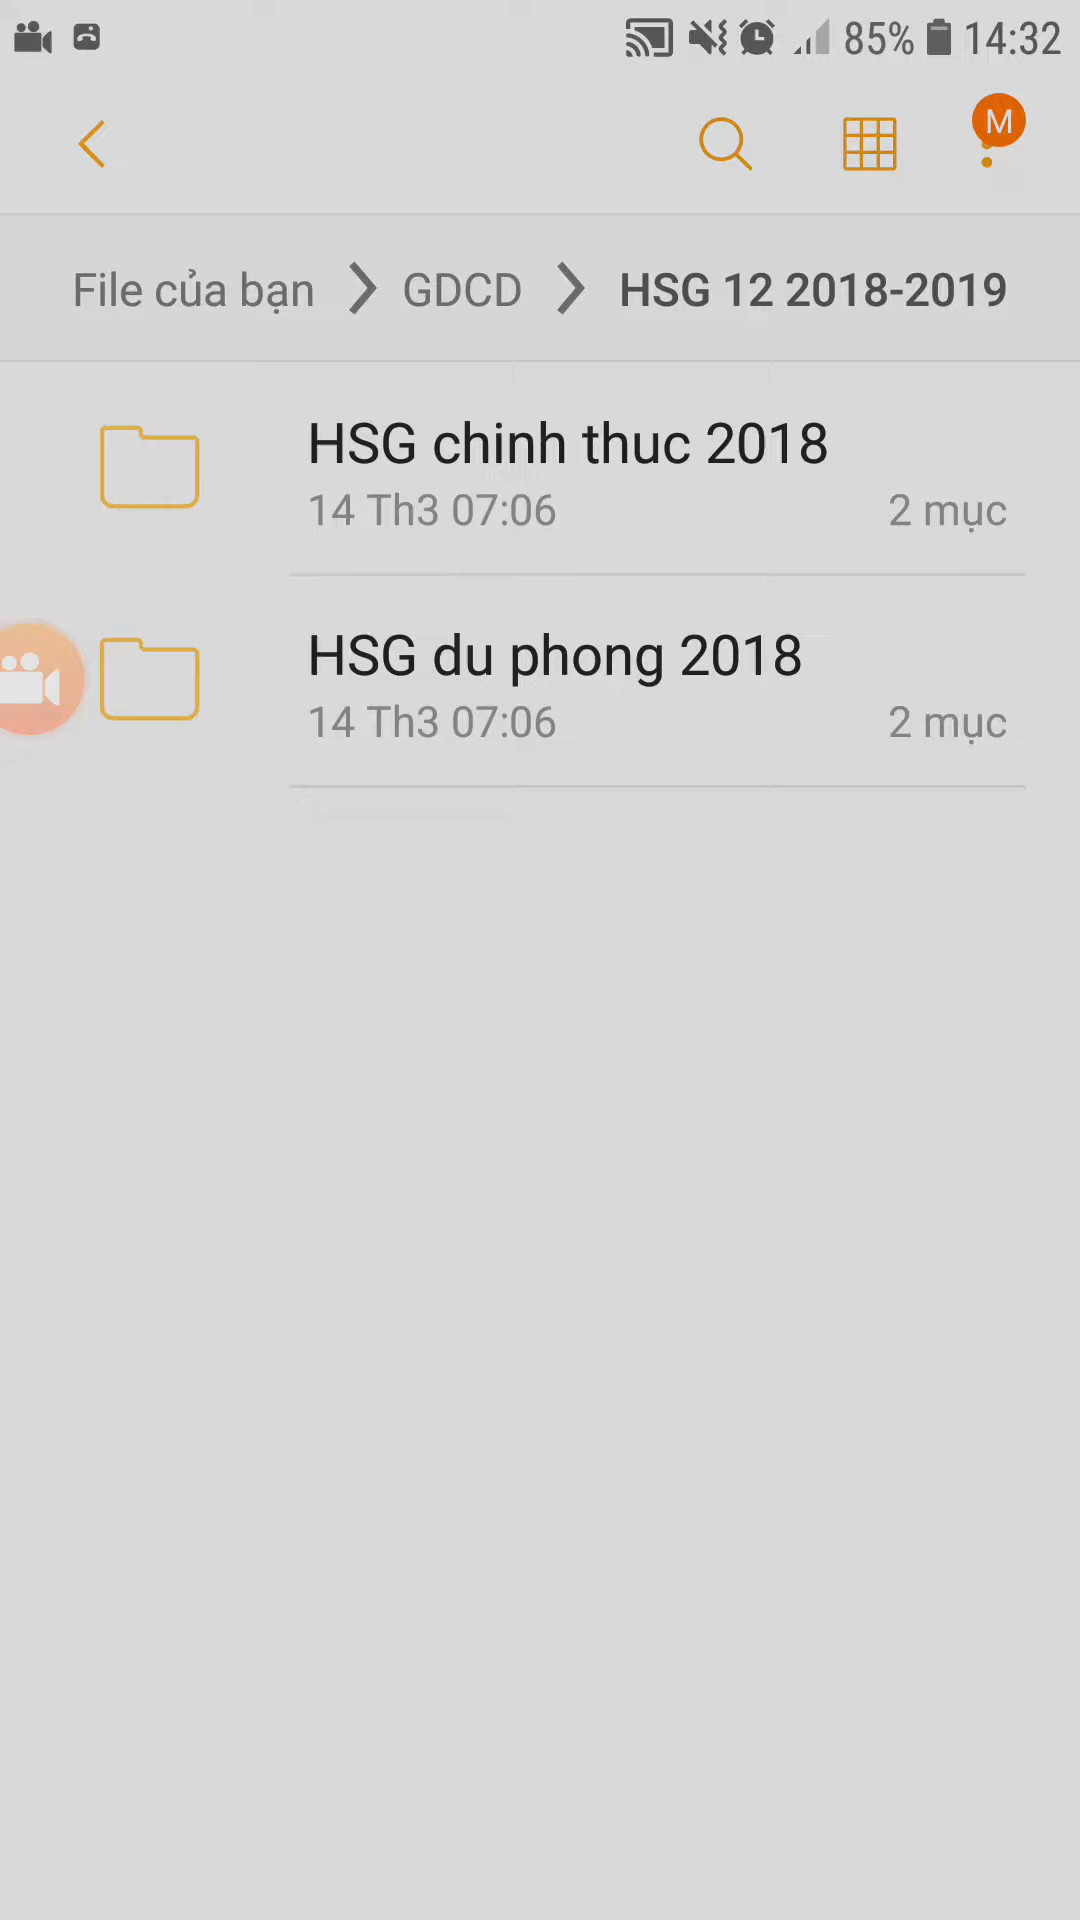 85% 14:32
M
File của bạn > GDCD > HSG 12 2018-2019
HSG chinh thuc 2018
14 Th3 07:06 2 mục
HSG du phong 2018
14 Th3 07:06 2 mục